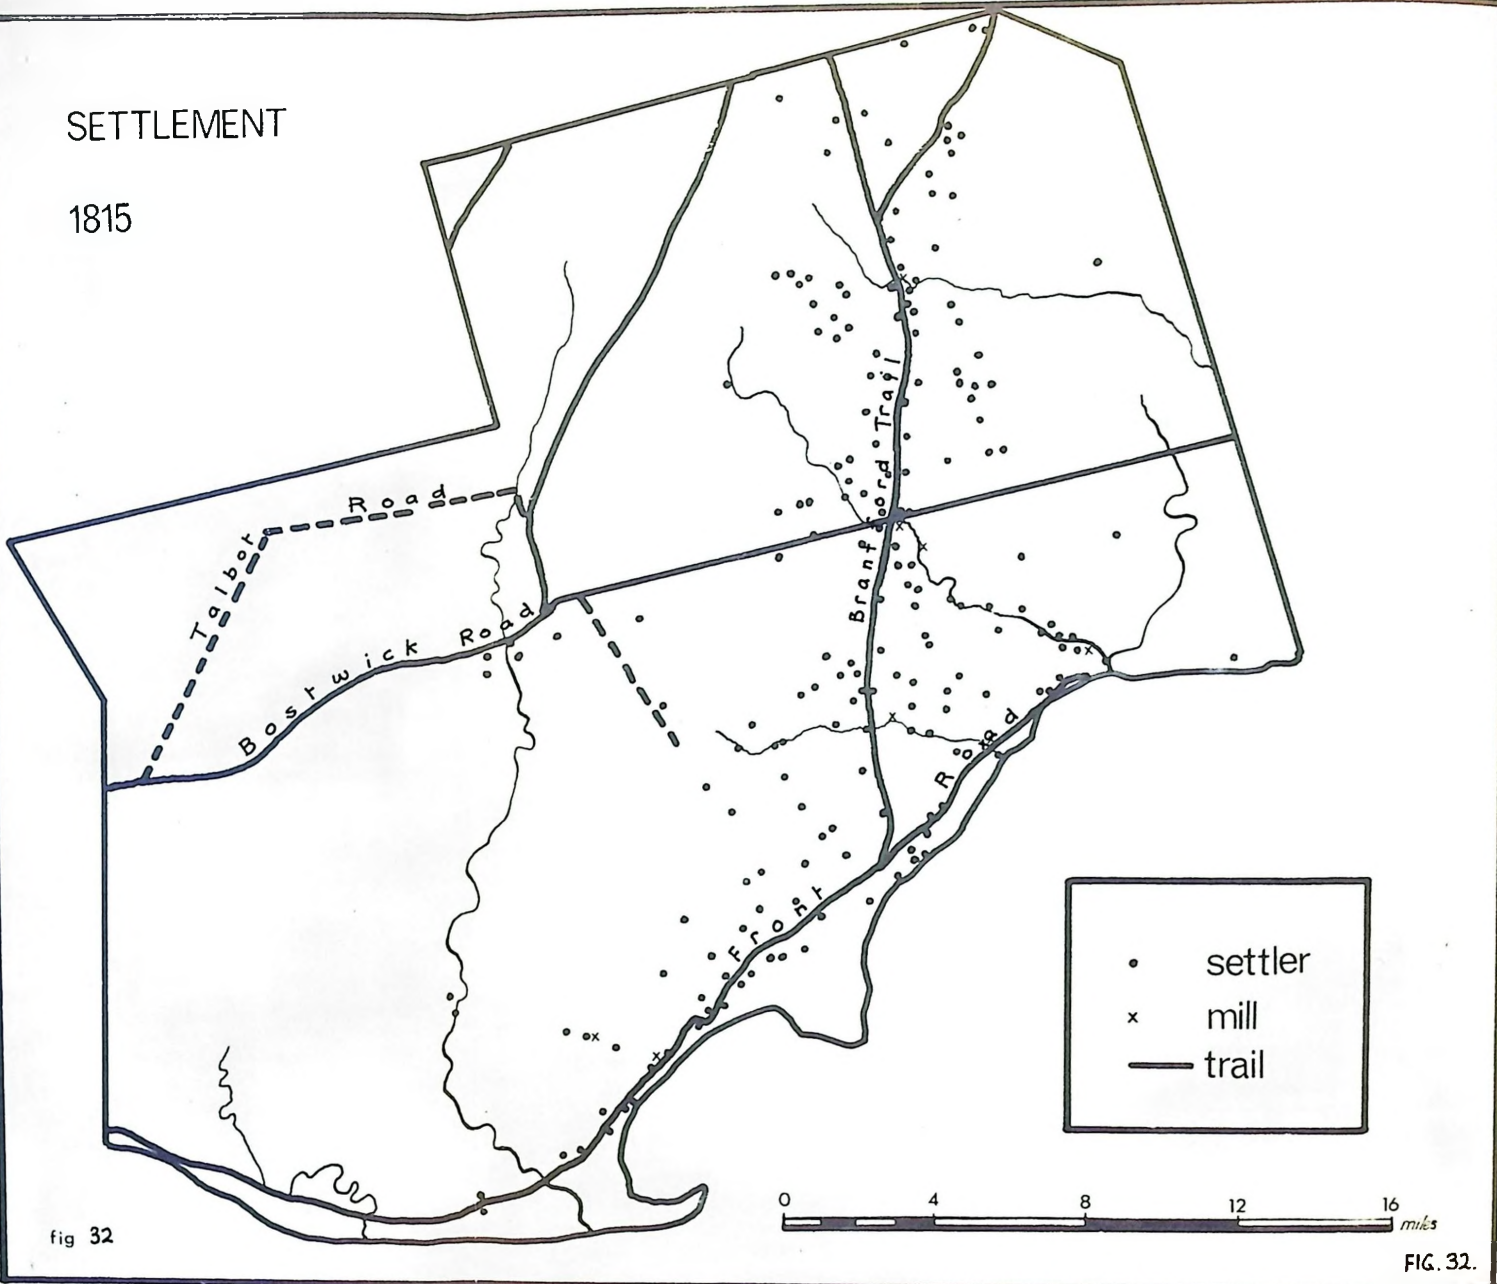 SETTLEMENT
1815
Talbot Road
Bostwick Road
Brantford Trail
Front Road
settler
mill
trail
0 4 8 12 16
miles
fig 32
FIG. 32.